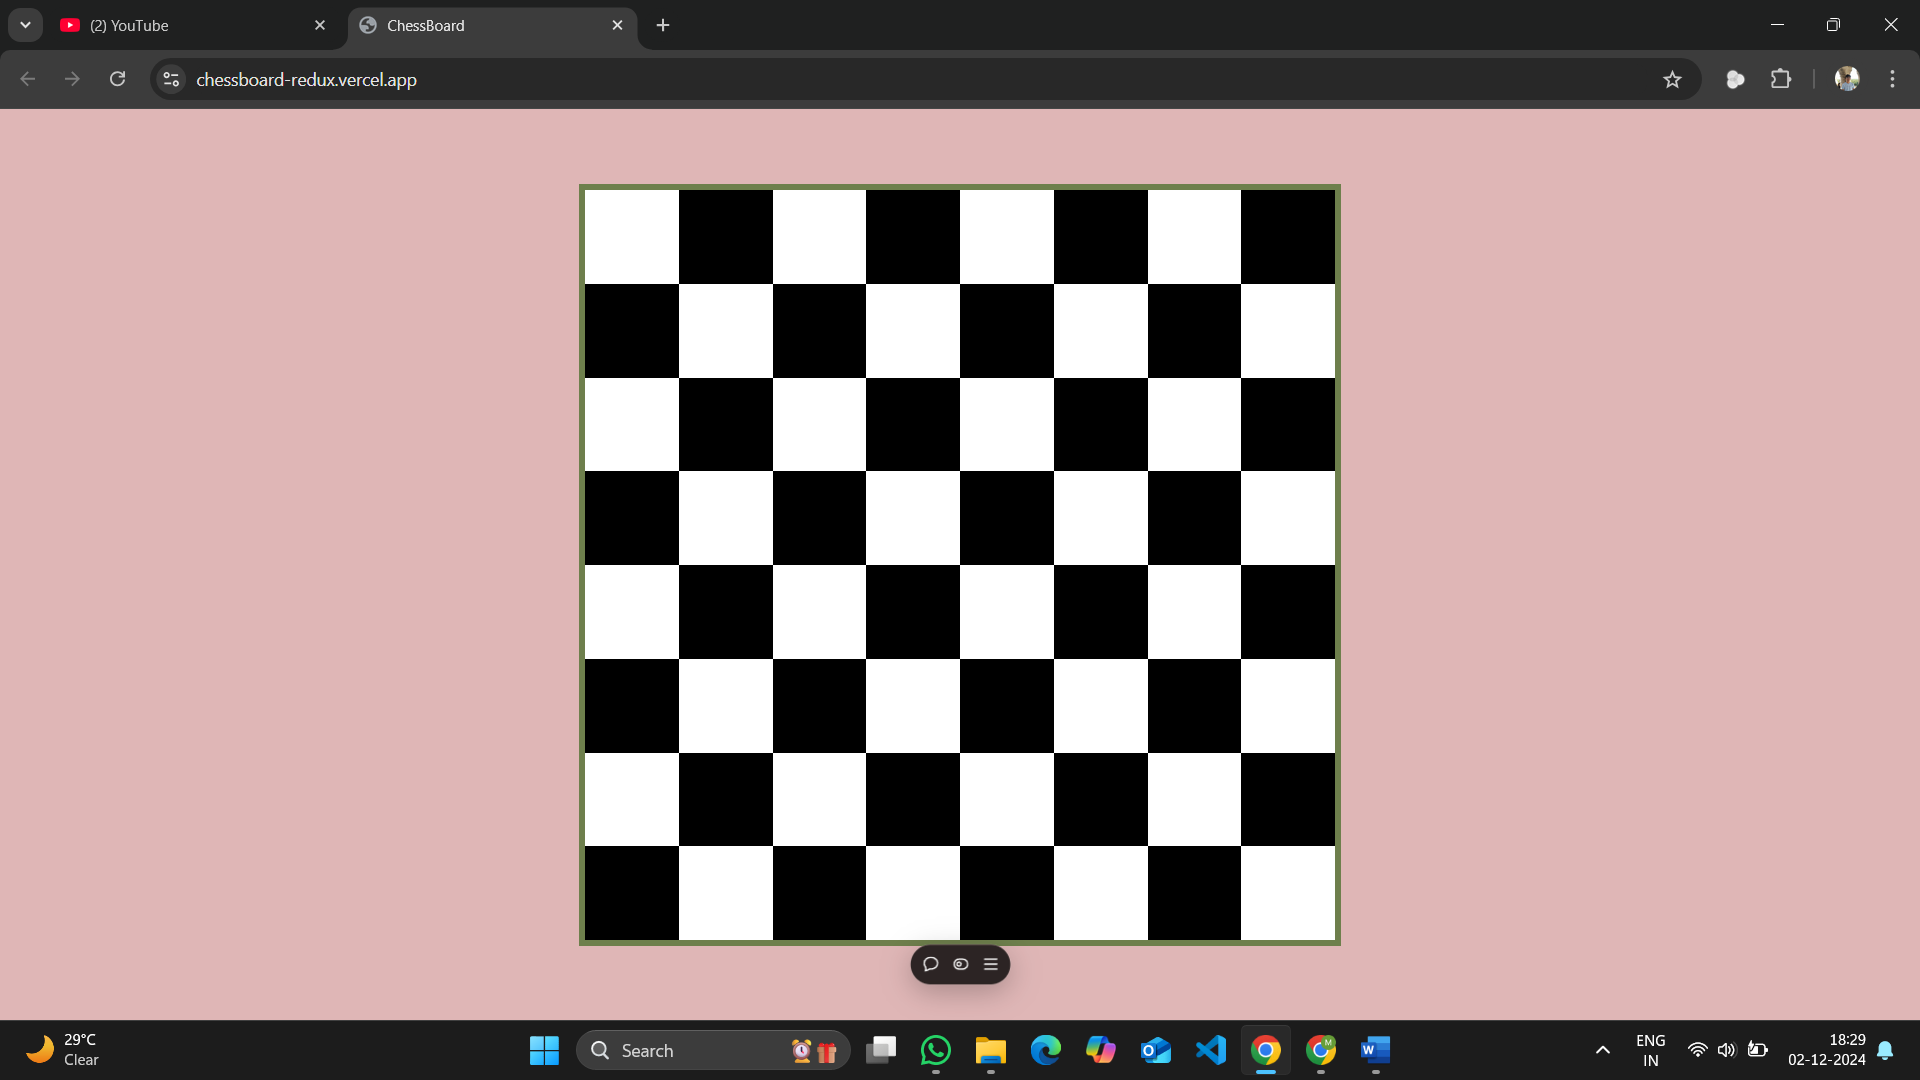 (2) YouTube
ChessBoard
chessboard-redux.vercel.app
29°C
Clear
Search
M
ENG
IN
18:29
02-12-2024